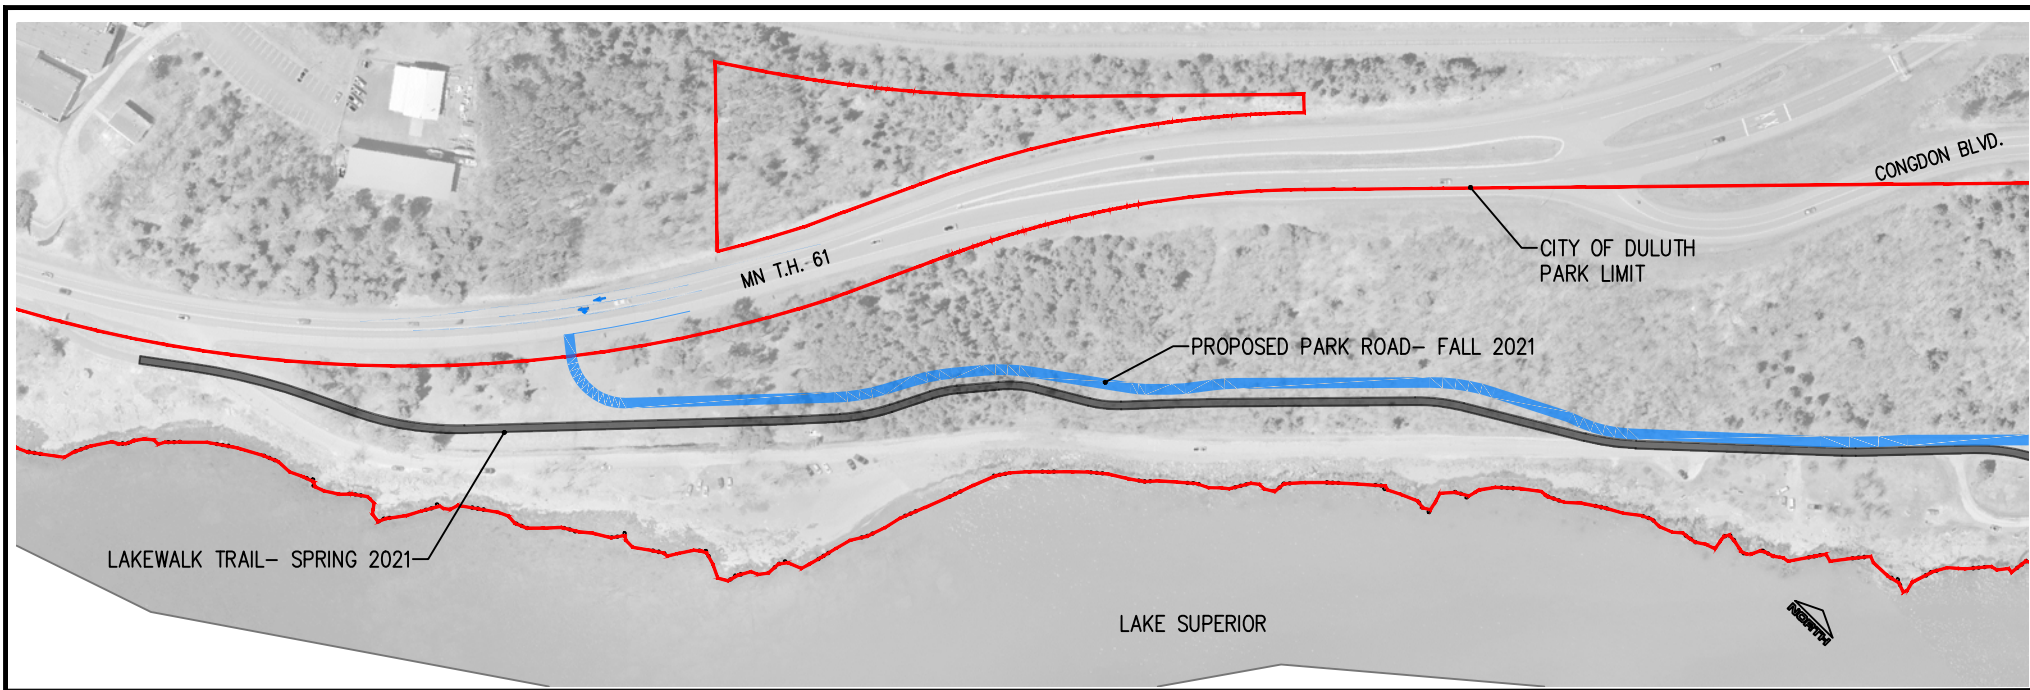 CONGDON BLVD.
CITY OF DULUTH
PARK LIMIT
MN T.H. 61
PROPOSED PARK ROAD- FALL 2021
LAKEWALK TRAIL- SPRING 2021
LAKE SUPERIOR
NORTH